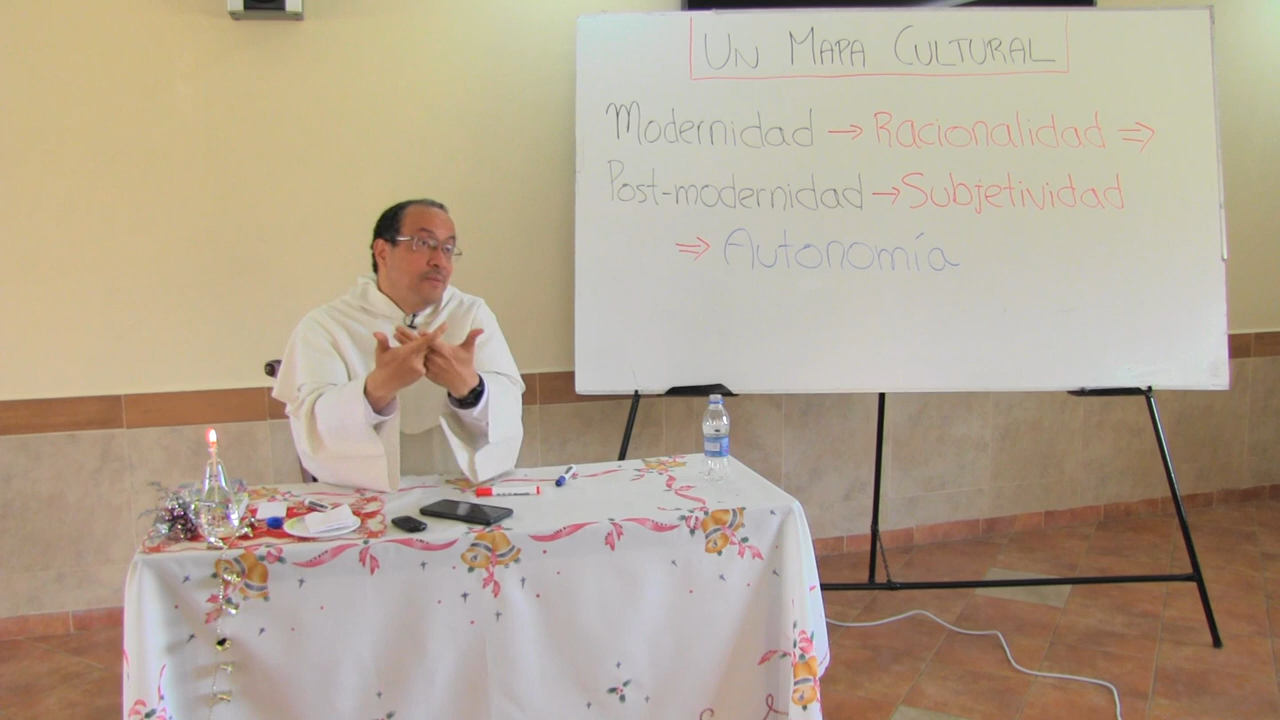 UN MAPA CULTURAL
Modernidad → Racionalidad ⇒
Post-modernidad → Subjetividad
⇒ Autonomía